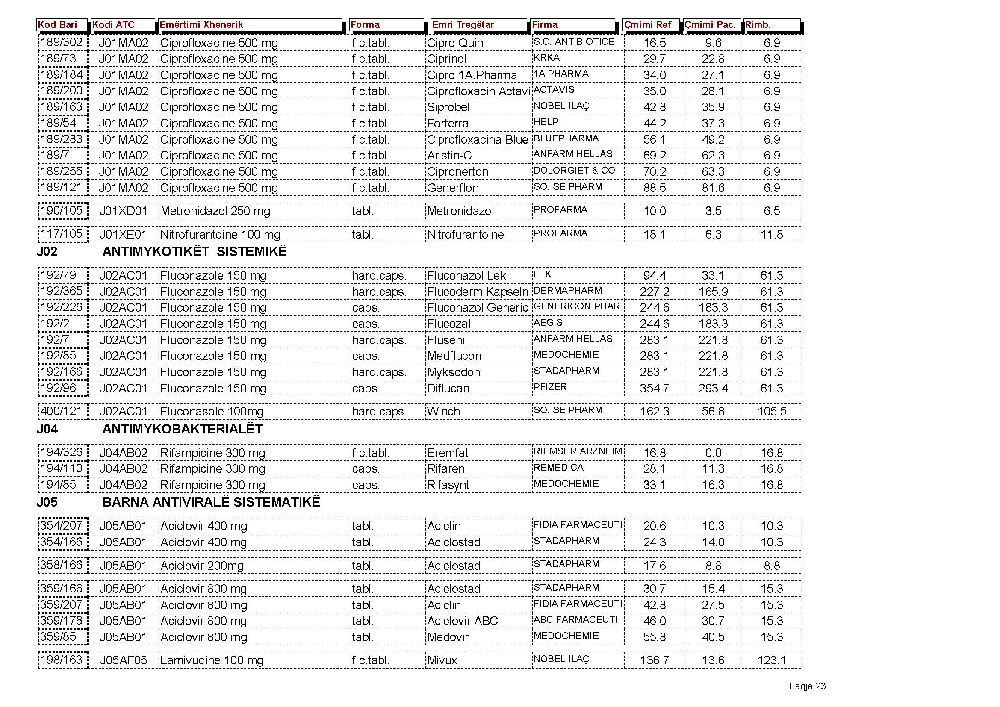 Kod Bari Kodi ATC Emërtimi Xhenerik Forma Emri Tregëtar Firma Çmimi Ref Çmimi Pac. Rimb.
189/302 J01MA02 Ciprofloxacine 500 mg f.c.tabl. Cipro Quin S.C. ANTIBIOTICE 16.5 9.6 6.9
189/73 J01MA02 Ciprofloxacine 500 mg f.c.tabl. Ciprinol KRKA 29.7 22.8 6.9
189/184 J01MA02 Ciprofloxacine 500 mg f.c.tabl. Cipro 1A.Pharma 1A PHARMA 34.0 27.1 6.9
189/200 J01MA02 Ciprofloxacine 500 mg f.c.tabl. Ciprofloxacin Actavi ACTAVIS 35.0 28.1 6.9
189/163 J01MA02 Ciprofloxacine 500 mg f.c.tabl. Siprobel NOBEL ILAÇ 42.8 35.9 6.9
189/54 J01MA02 Ciprofloxacine 500 mg f.c.tabl. Forterra HELP 44.2 37.3 6.9
189/283 J01MA02 Ciprofloxacine 500 mg f.c.tabl. Ciprofloxacina Blue BLUEPHARMA 56.1 49.2 6.9
189/7 J01MA02 Ciprofloxacine 500 mg f.c.tabl. Aristin-C ANFARM HELLAS 69.2 62.3 6.9
189/255 J01MA02 Ciprofloxacine 500 mg f.c.tabl. Cipronerton DOLORGIET & CO. 70.2 63.3 6.9
189/121 J01MA02 Ciprofloxacine 500 mg f.c.tabl. Generflon SO. SE PHARM 88.5 81.6 6.9
190/105 J01XD01 Metronidazol 250 mg tabl. Metronidazol PROFARMA 10.0 3.5 6.5
117/105 J01XE01 Nitrofurantoine 100 mg tabl. Nitrofurantoine PROFARMA 18.1 6.3 11.8
J02 ANTIMYKOTIKËT SISTEMIKË
192/79 J02AC01 Fluconazole 150 mg hard.caps. Fluconazol Lek LEK 94.4 33.1 61.3
192/365 J02AC01 Fluconazole 150 mg hard.caps. Flucoderm Kapseln DERMAPHARM 227.2 165.9 61.3
192/226 J02AC01 Fluconazole 150 mg caps. Fluconazol Generic GENERICON PHAR 244.6 183.3 61.3
192/2 J02AC01 Fluconazole 150 mg caps. Flucozal AEGIS 244.6 183.3 61.3
192/7 J02AC01 Fluconazole 150 mg hard.caps. Flusenil ANFARM HELLAS 283.1 221.8 61.3
192/85 J02AC01 Fluconazole 150 mg caps. Medflucon MEDOCHEMIE 283.1 221.8 61.3
192/166 J02AC01 Fluconazole 150 mg hard.caps. Myksodon STADAPHARM 283.1 221.8 61.3
192/96 J02AC01 Fluconazole 150 mg caps. Diflucan PFIZER 354.7 293.4 61.3
400/121 J02AC01 Fluconasole 100mg hard.caps. Winch SO. SE PHARM 162.3 56.8 105.5
J04 ANTIMYKOBAKTERIALËT
194/326 J04AB02 Rifampicine 300 mg f.c.tabl. Eremfat RIEMSER ARZNEIM 16.8 0.0 16.8
194/110 J04AB02 Rifampicine 300 mg caps. Rifaren REMEDICA 28.1 11.3 16.8
194/85 J04AB02 Rifampicine 300 mg caps. Rifasynt MEDOCHEMIE 33.1 16.3 16.8
J05 BARNA ANTIVIRALË SISTEMATIKË
354/207 J05AB01 Aciclovir 400 mg tabl. Aciclin FIDIA FARMACEUTI 20.6 10.3 10.3
354/166 J05AB01 Aciclovir 400 mg tabl. Aciclostad STADAPHARM 24.3 14.0 10.3
358/166 J05AB01 Aciclovir 200mg tabl. Aciclostad STADAPHARM 17.6 8.8 8.8
359/166 J05AB01 Aciclovir 800 mg tabl. Aciclostad STADAPHARM 30.7 15.4 15.3
359/207 J05AB01 Aciclovir 800 mg tabl. Aciclin FIDIA FARMACEUTI 42.8 27.5 15.3
359/178 J05AB01 Aciclovir 800 mg tabl. Aciclovir ABC ABC FARMACEUTI 46.0 30.7 15.3
359/85 J05AB01 Aciclovir 800 mg tabl. Medovir MEDOCHEMIE 55.8 40.5 15.3
198/163 J05AF05 Lamivudine 100 mg f.c.tabl. Mivux NOBEL ILAÇ 136.7 13.6 123.1
Faqja 23